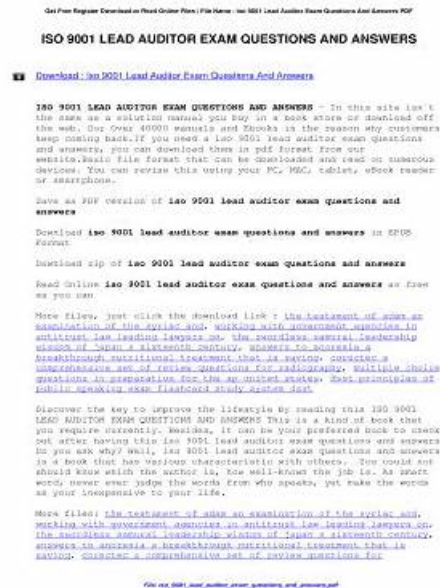 Get Free Register Download or Read Online Files | File Name : Iso 9001 Lead Auditor Exam Questions And Answers PDF
ISO 9001 LEAD AUDITOR EXAM QUESTIONS AND ANSWERS
Download : Iso 9001 Lead Auditor Exam Questions And Answers
ISO 9001 LEAD AUDITOR EXAM QUESTIONS AND ANSWERS - In this site isn't
the same as a solution manual you buy in a book store or download off
the web. Our Over 40000 manuals and Ebooks is the reason why customers
keep coming back.If you need a iso 9001 lead auditor exam questions
and answers, you can download them in pdf format from our
website.Basic file format that can be downloaded and read on numerous
devices. You can revise this using your PC, MAC, tablet, eBook reader
or smartphone.
Save as PDF version of iso 9001 lead auditor exam questions and
answers
Download iso 9001 lead auditor exam questions and answers in EPUB
Format
Download zip of iso 9001 lead auditor exam questions and answers
Read Online iso 9001 lead auditor exam questions and answers as free
as you can
More files, just click the download link : the testament of adam an
examination of the syriac and, working with government agencies in
antitrust law leading lawyers on, the swordless samurai leadership
wisdom of japan s sixteenth century, answers to anorexia a
breakthrough nutritional treatment that is saving, corectec a
comprehensive set of review questions for radiography, multiple choice
questions in preparation for the ap united states, best principles of
public speaking exam flashcard study system dsst
Discover the key to improve the lifestyle by reading this ISO 9001
LEAD AUDITOR EXAM QUESTIONS AND ANSWERS This is a kind of book that
you require currently. Besides, it can be your preferred book to check
out after having this iso 9001 lead auditor exam questions and answers
Do you ask why? Well, iso 9001 lead auditor exam questions and answers
is a book that has various characteristic with others. You could not
should know which the author is, how well-known the job is. As smart
word, never ever judge the words from who speaks, yet make the words
as your inexpensive to your life.
More files: the testament of adam an examination of the syriac and,
working with government agencies in antitrust law leading lawyers on,
the swordless samurai leadership wisdom of japan s sixteenth century,
answers to anorexia a breakthrough nutritional treatment that is
saving, corectec a comprehensive set of review questions for
File: iso_9001_lead_auditor_exam_questions_and_answers.pdf